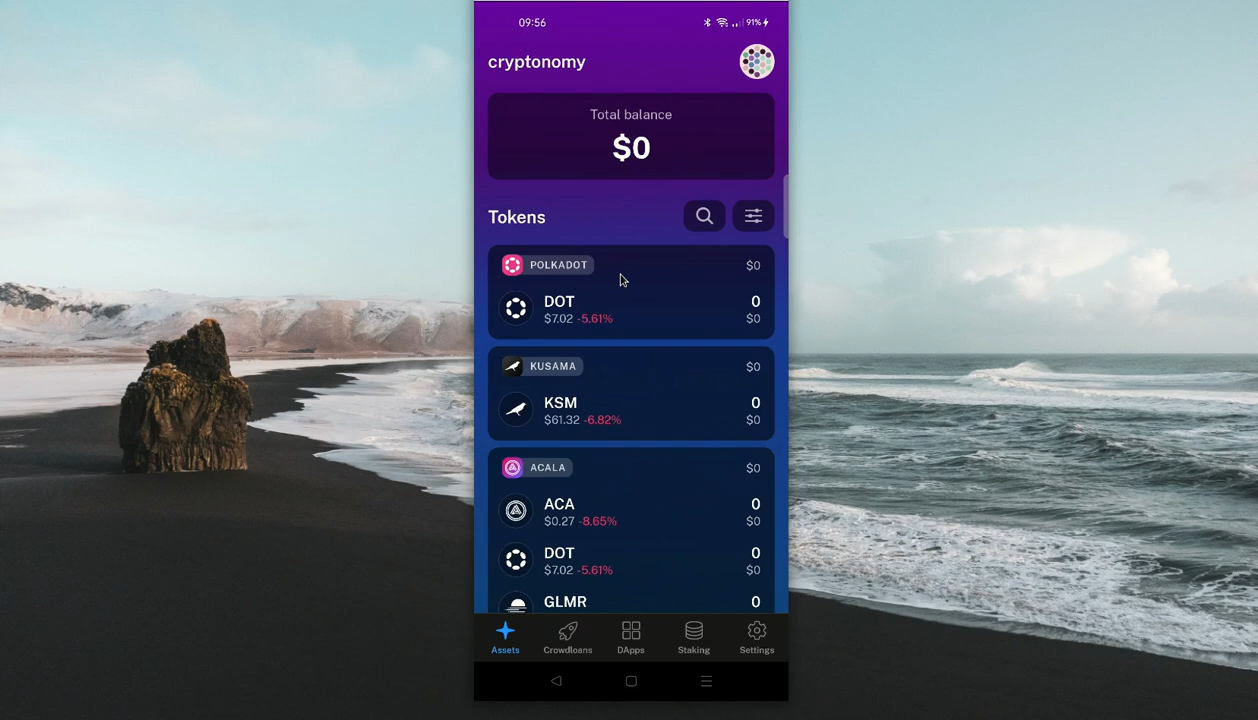 09:56 91%
cryptonomy
Total balance
$0
Tokens
POLKADOT $0
DOT 0
$7.02 -5.61% $0
KUSAMA $0
KSM 0
$61.32 -6.82% $0
ACALA $0
ACA 0
$0.27 -8.65% $0
DOT 0
$7.02 -5.61% $0
GLMR 0
Assets Crowdloans DApps Staking Settings